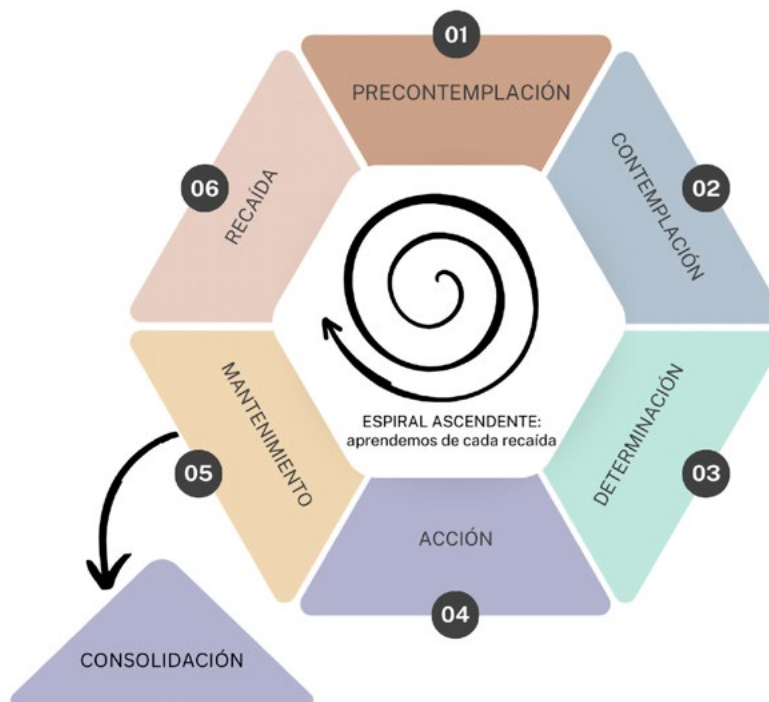 01
PRECONTEMPLACIÓN
02
CONTEMPLACIÓN
03
DETERMINACIÓN
04
ACCIÓN
05
MANTENIMIENTO
06
RECAÍDA
ESPIRAL ASCENDENTE:
aprendemos de cada recaída
CONSOLIDACIÓN